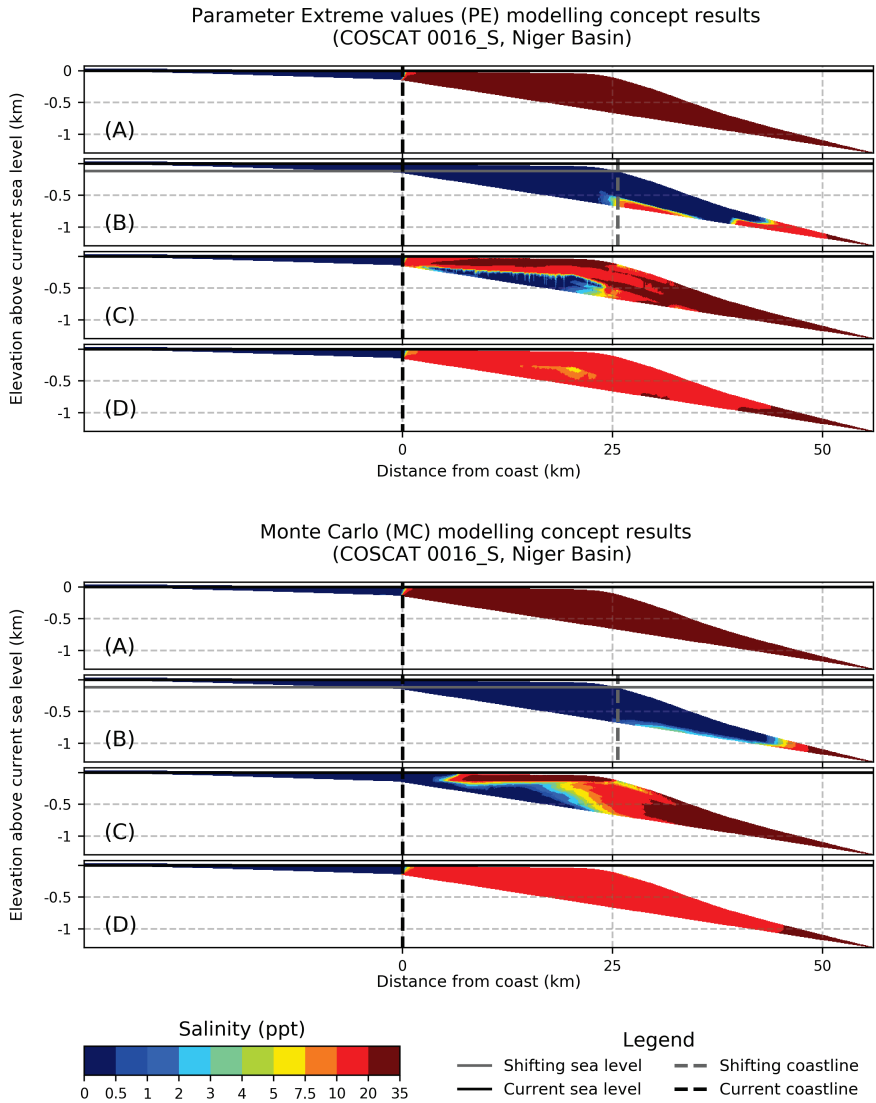 Parameter Extreme values (PE) modelling concept results
(COSCAT 0016_S, Niger Basin)
Elevation above current sea level (km)
0
-0.5
-1
(A)
-0.5
-1
(B)
-0.5
-1
(C)
-0.5
-1
(D)
0
25
50
Distance from coast (km)
Monte Carlo (MC) modelling concept results
(COSCAT 0016_S, Niger Basin)
Elevation above current sea level (km)
0
-0.5
-1
(A)
-0.5
-1
(B)
-0.5
-1
(C)
-0.5
-1
(D)
0
25
50
Distance from coast (km)
Salinity (ppt)
0 0.5 1 2 3 4 5 7.5 10 20 35
Legend
Shifting sea level
Shifting coastline
Current sea level
Current coastline